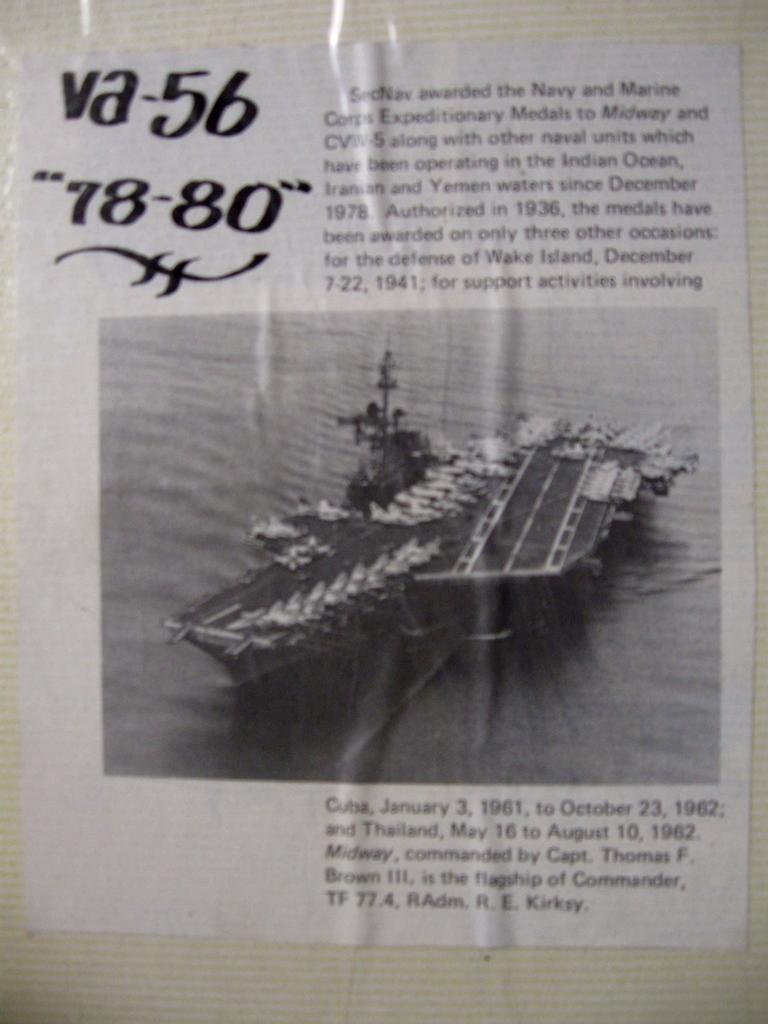 va-56
"78-80"
SecNav awarded the Navy and Marine
Corps Expeditionary Medals to Midway and
CVW-5 along with other naval units which
have been operating in the Indian Ocean,
Iranian and Yemen waters since December
1978. Authorized in 1936, the medals have
been awarded on only three other occasions:
for the defense of Wake Island, December
7-22, 1941; for support activities involving
Cuba, January 3, 1961, to October 23, 1962;
and Thailand, May 16 to August 10, 1962.
Midway, commanded by Capt. Thomas F.
Brown III, is the flagship of Commander,
TF 77.4, RAdm. R. E. Kirksy.